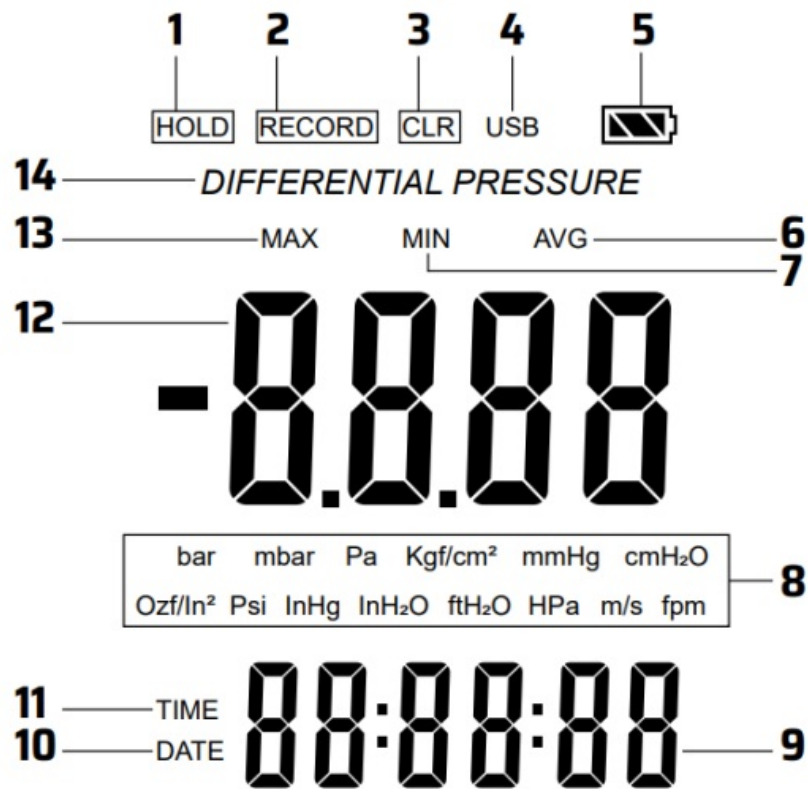 1 2 3 4 5
HOLD RECORD CLR USB
14 DIFFERENTIAL PRESSURE
13 MAX MIN AVG 6
7
12 -8.8.88
bar mbar Pa Kgf/cm² mmHg cmH₂O
8
Ozf/In² Psi InHg InH₂O ftH₂O HPa m/s fpm
11 TIME 88:88:88
10 DATE 9